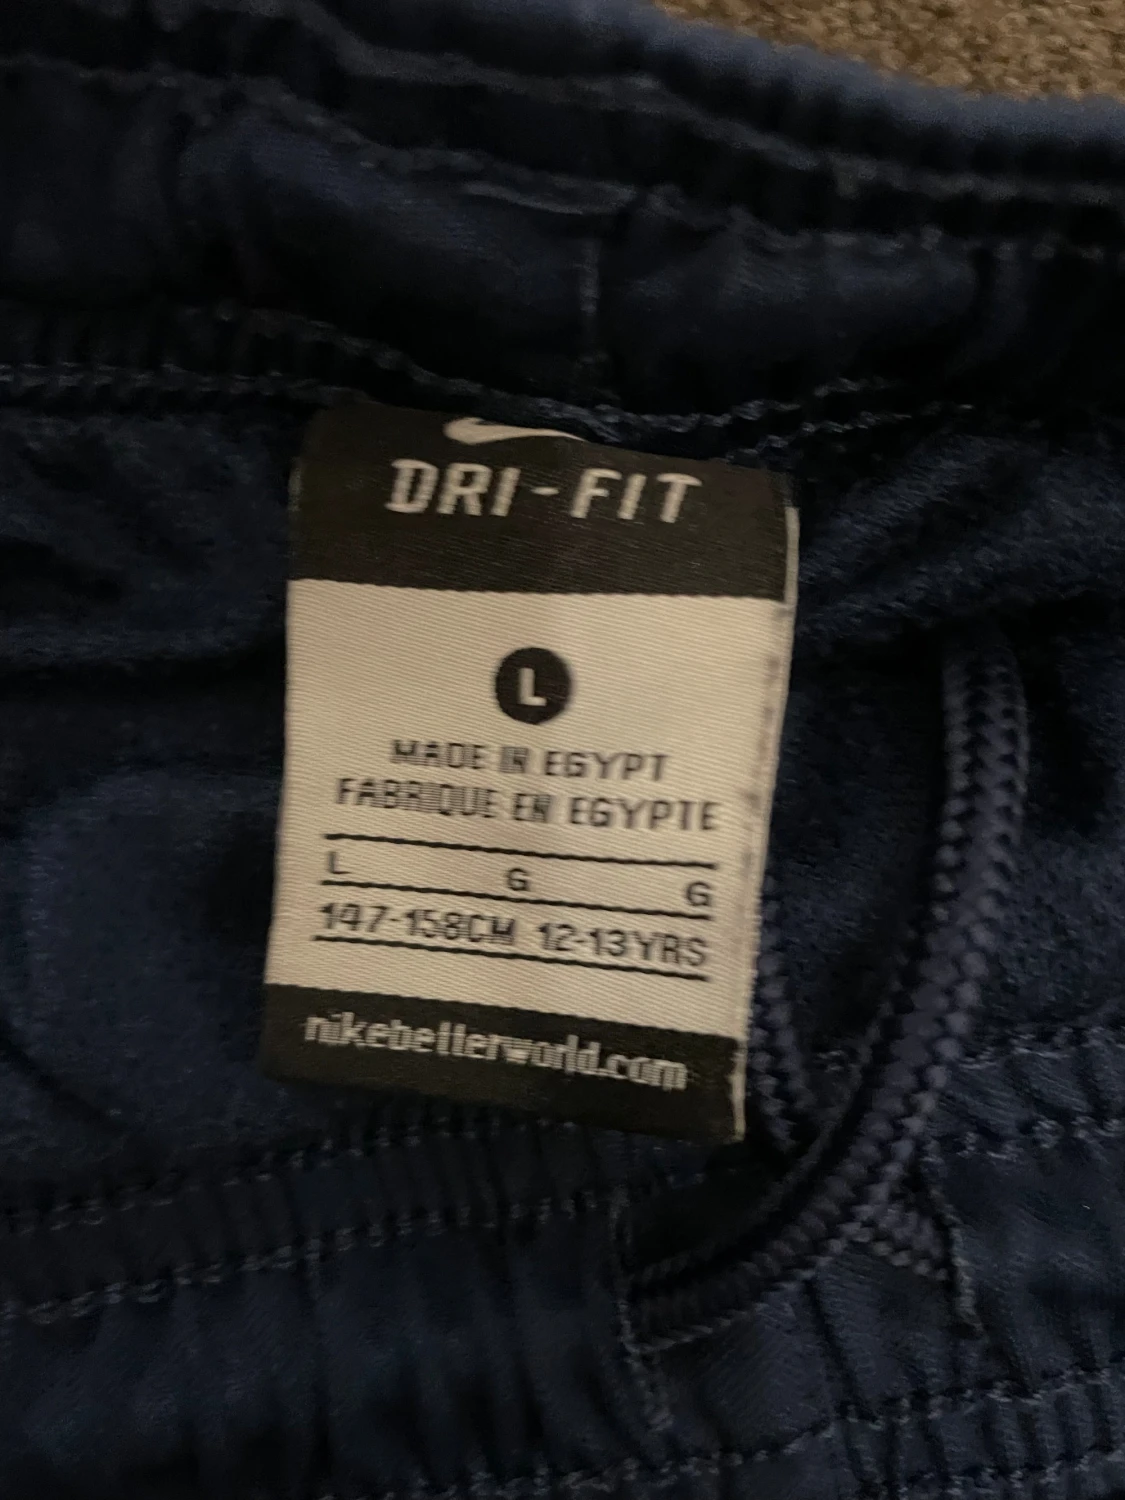 DRI-FIT
L
MADE IN EGYPT
FABRIQUE EN EGYPTE
L G G
147-158CM 12-13YRS
nikebetterworld.com